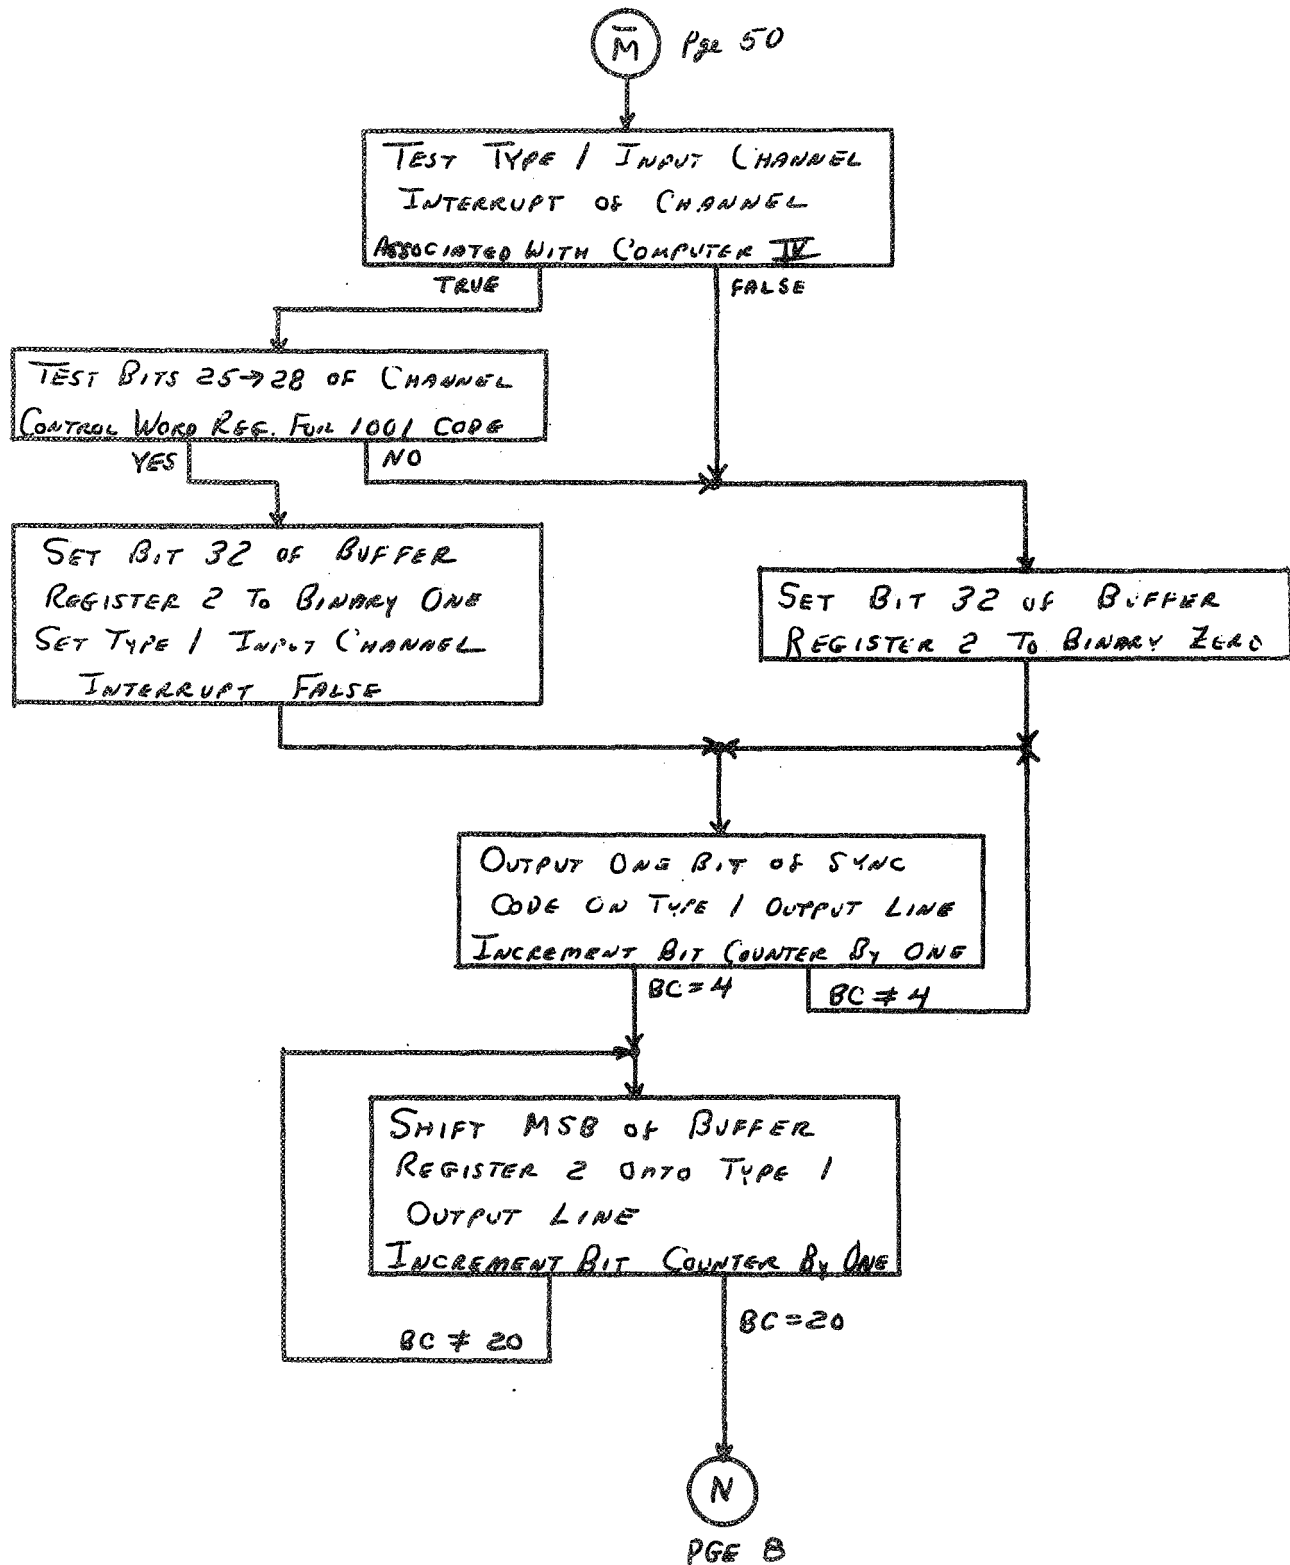 M̅ Pge 50
TEST TYPE 1 INPUT CHANNEL
INTERRUPT OF CHANNEL
ASSOCIATED WITH COMPUTER IV
TRUE
FALSE
TEST BITS 25→28 OF CHANNEL
CONTROL WORD REG. FOR 1001 CODE
YES
NO
SET BIT 32 OF BUFFER
REGISTER 2 TO BINARY ONE
SET TYPE 1 INPUT CHANNEL
INTERRUPT FALSE
SET BIT 32 OF BUFFER
REGISTER 2 TO BINARY ZERO
OUTPUT ONE BIT OF SYNC
CODE ON TYPE 1 OUTPUT LINE
INCREMENT BIT COUNTER BY ONE
BC=4
BC≠4
SHIFT MSB OF BUFFER
REGISTER 2 ONTO TYPE 1
OUTPUT LINE
INCREMENT BIT COUNTER BY ONE
BC≠20
BC=20
N
PGE 8